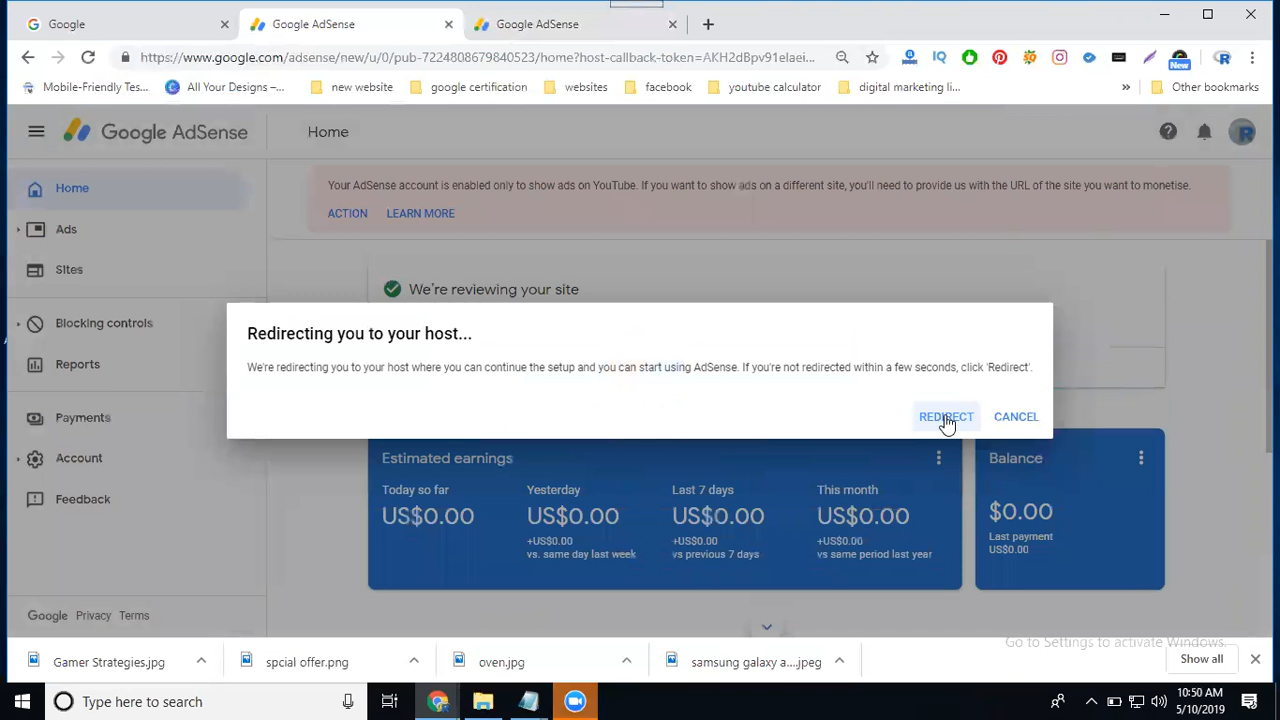 Google
Google AdSense
Google AdSense
https://www.google.com/adsense/new/u/0/pub-7224808679840523/home?host-callback-token=AKH2dBpv91elaei...
New
Mobile-Friendly Tes...
All Your Designs –...
new website
google certification
websites
facebook
youtube calculator
digital marketing li...
»
Other bookmarks
Google AdSense
Home
Home
Ads
Sites
Blocking controls
Reports
Payments
Account
Feedback
Google Privacy Terms
Your AdSense account is enabled only to show ads on YouTube. If you want to show ads on a different site, you'll need to provide us with the URL of the site you want to monetise.
ACTION LEARN MORE
We're reviewing your site
Redirecting you to your host...
We're redirecting you to your host where you can continue the setup and you can start using AdSense. If you're not redirected within a few seconds, click 'Redirect'.
REDIRECT CANCEL
Estimated earnings
Today so far
US$0.00
Yesterday
US$0.00
+US$0.00
vs. same day last week
Last 7 days
US$0.00
+US$0.00
vs previous 7 days
This month
US$0.00
+US$0.00
vs same period last year
Balance
$0.00
Last payment
US$0.00
Go to Settings to activate Windows.
Gamer Strategies.jpg
spcial offer.png
oven.jpg
samsung galaxy a....jpeg
Show all
Type here to search
10:50 AM
5/10/2019